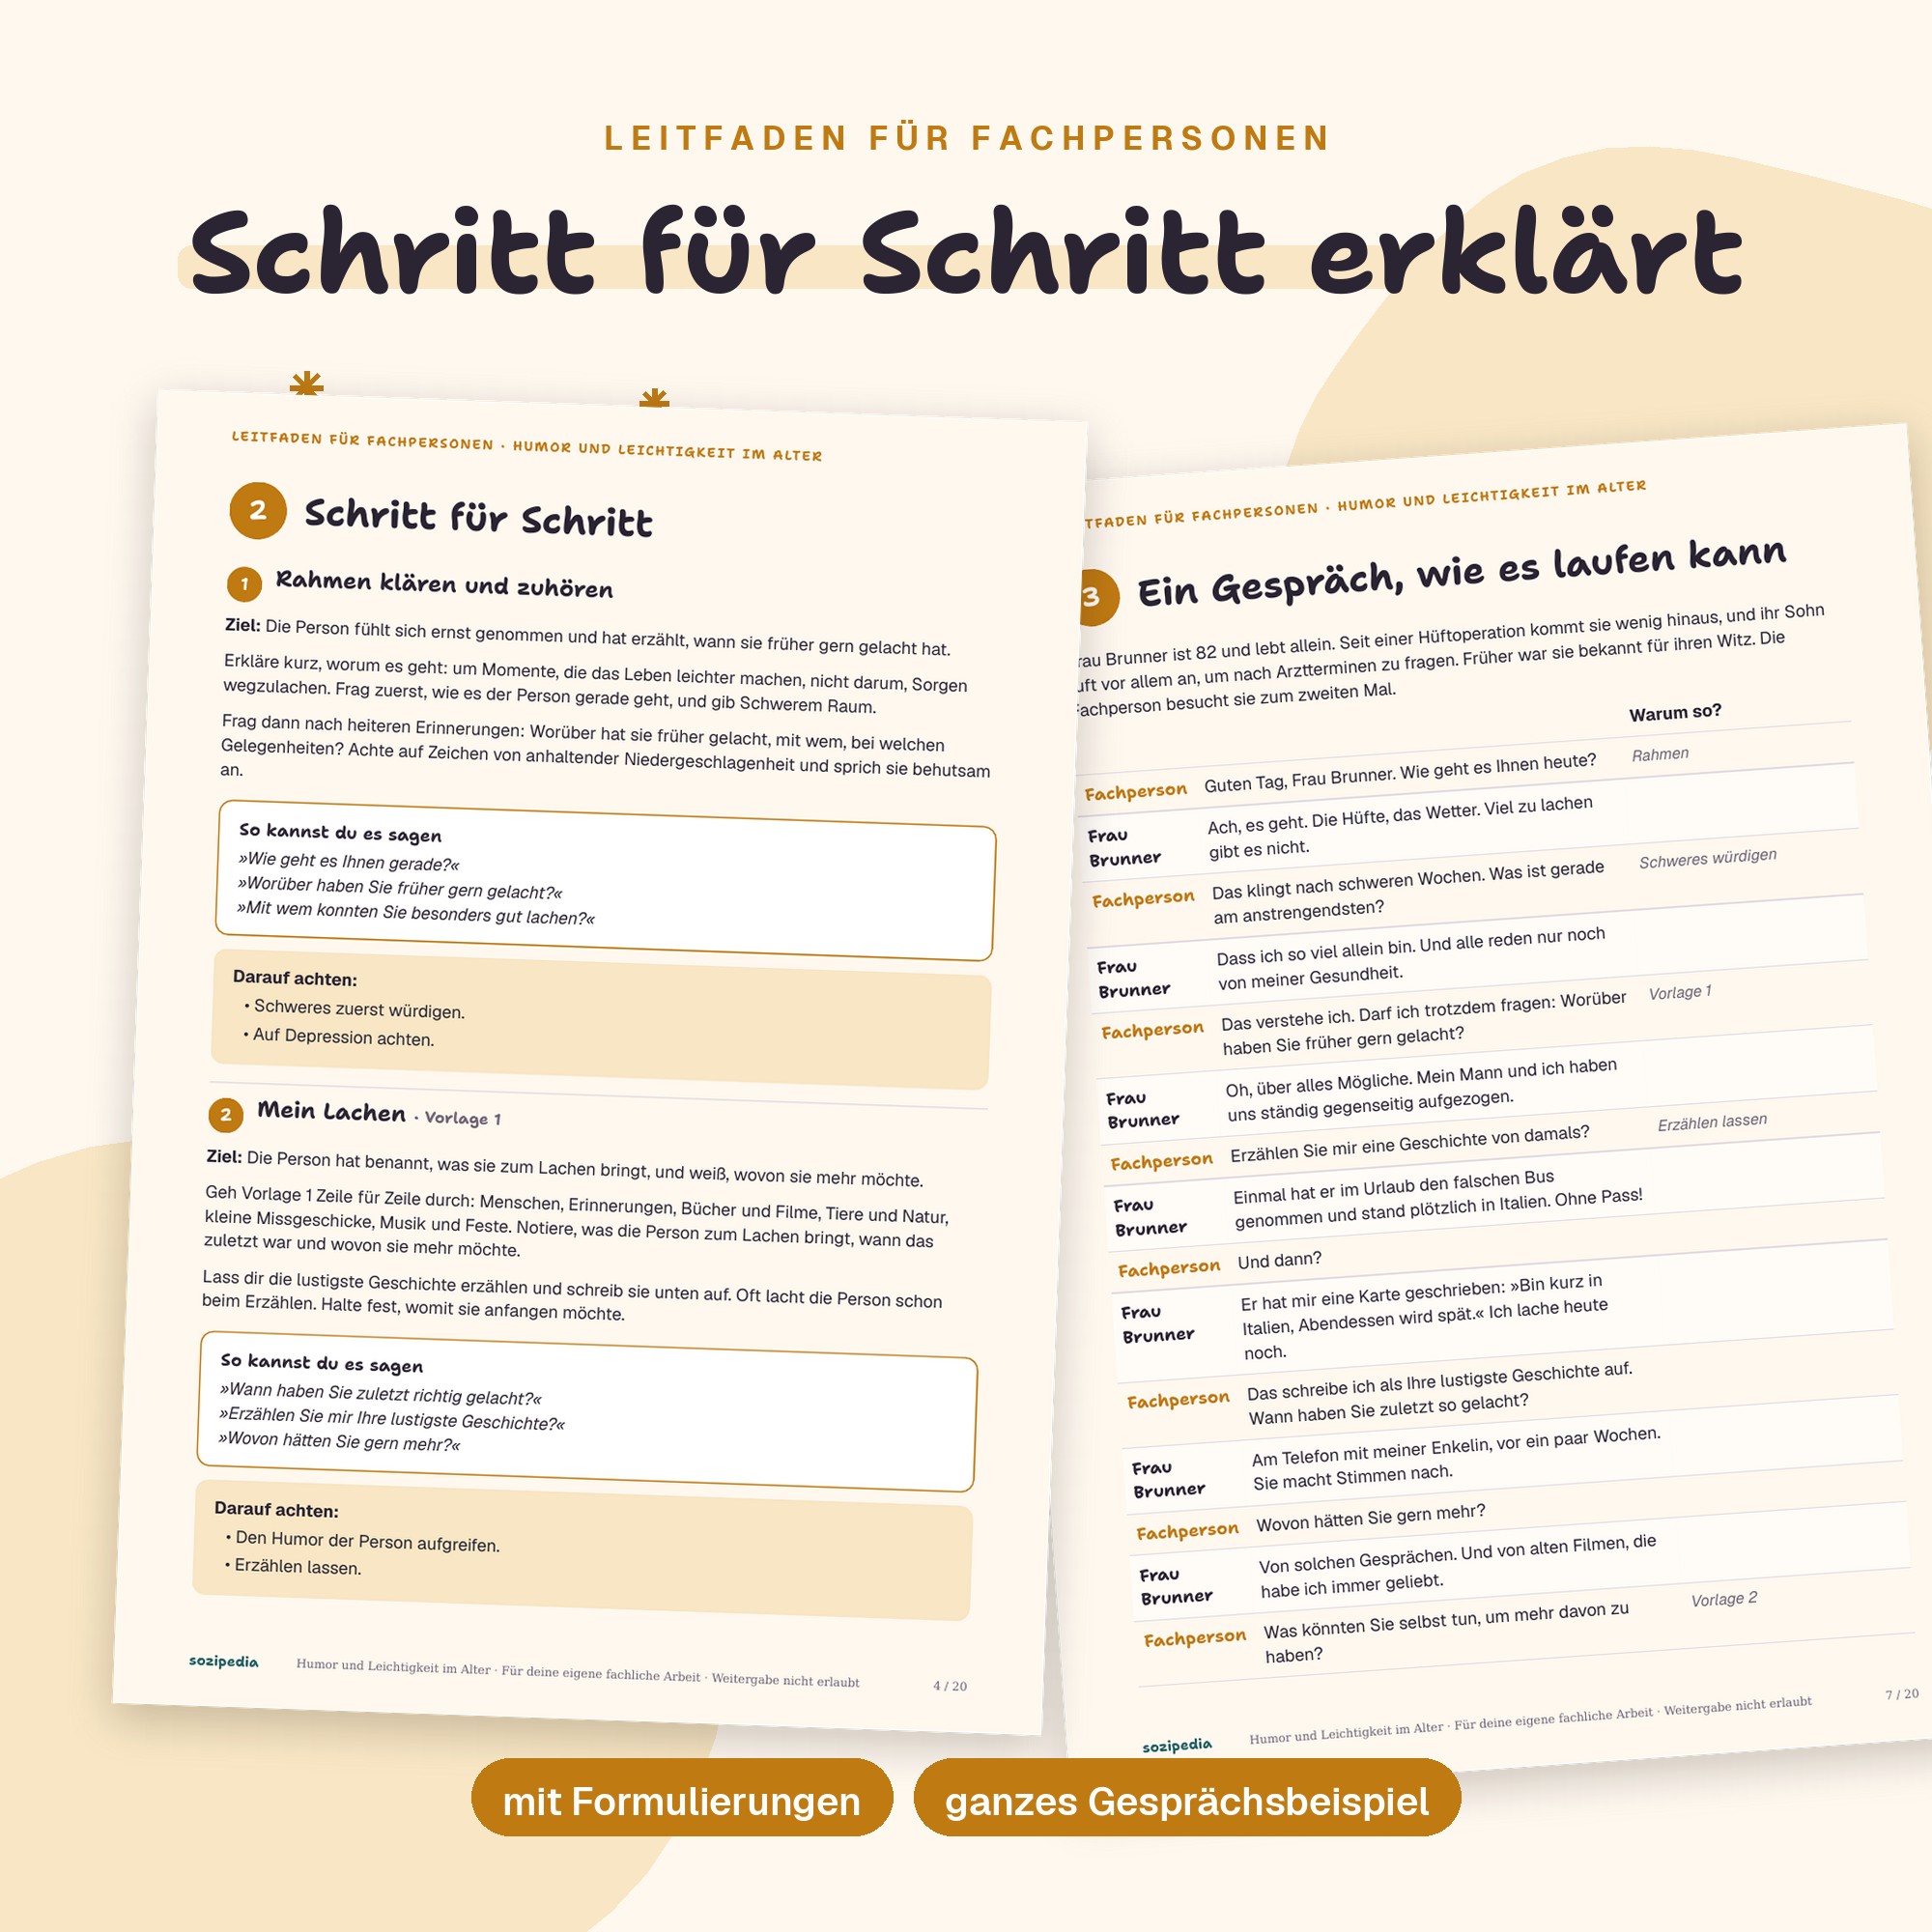 LEITFADEN FÜR FACHPERSONEN
Schritt für Schritt erklärt
LEITFADEN FÜR FACHPERSONEN · HUMOR UND LEICHTIGKEIT IM ALTER
2 Schritt für Schritt
1 Rahmen klären und zuhören
Ziel: Die Person fühlt sich ernst genommen und hat erzählt, wann sie früher gern gelacht hat.
Erkläre kurz, worum es geht: um Momente, die das Leben leichter machen, nicht darum, Sorgen
wegzulachen. Frag zuerst, wie es der Person gerade geht, und gib Schwerem Raum.
Frag dann nach heiteren Erinnerungen: Worüber hat sie früher gelacht, mit wem, bei welchen
Gelegenheiten? Achte auf Zeichen von anhaltender Niedergeschlagenheit und sprich sie behutsam
an.
So kannst du es sagen
»Wie geht es Ihnen gerade?«
»Worüber haben Sie früher gern gelacht?«
»Mit wem konnten Sie besonders gut lachen?«
Darauf achten:
• Schweres zuerst würdigen.
• Auf Depression achten.
2 Mein Lachen · Vorlage 1
Ziel: Die Person hat benannt, was sie zum Lachen bringt, und weiß, wovon sie mehr möchte.
Geh Vorlage 1 Zeile für Zeile durch: Menschen, Erinnerungen, Bücher und Filme, Tiere und Natur,
kleine Missgeschicke, Musik und Feste. Notiere, was die Person zum Lachen bringt, wann das
zuletzt war und wovon sie mehr möchte.
Lass dir die lustigste Geschichte erzählen und schreib sie unten auf. Oft lacht die Person schon
beim Erzählen. Halte fest, womit sie anfangen möchte.
So kannst du es sagen
»Wann haben Sie zuletzt richtig gelacht?«
»Erzählen Sie mir Ihre lustigste Geschichte?«
»Wovon hätten Sie gern mehr?«
Darauf achten:
• Den Humor der Person aufgreifen.
• Erzählen lassen.
sozipedia Humor und Leichtigkeit im Alter · Für deine eigene fachliche Arbeit · Weitergabe nicht erlaubt 4 / 20
TFADEN FÜR FACHPERSONEN · HUMOR UND LEICHTIGKEIT IM ALTER
3 Ein Gespräch, wie es laufen kann
rau Brunner ist 82 und lebt allein. Seit einer Hüftoperation kommt sie wenig hinaus, und ihr Sohn
uft vor allem an, um nach Arztterminen zu fragen. Früher war sie bekannt für ihren Witz. Die
Fachperson besucht sie zum zweiten Mal.
Warum so?
Fachperson Guten Tag, Frau Brunner. Wie geht es Ihnen heute? Rahmen
Frau Ach, es geht. Die Hüfte, das Wetter. Viel zu lachen
Brunner gibt es nicht.
Fachperson Das klingt nach schweren Wochen. Was ist gerade Schweres würdigen
am anstrengendsten?
Frau Dass ich so viel allein bin. Und alle reden nur noch
Brunner von meiner Gesundheit.
Fachperson Das verstehe ich. Darf ich trotzdem fragen: Worüber Vorlage 1
haben Sie früher gern gelacht?
Frau Oh, über alles Mögliche. Mein Mann und ich haben
Brunner uns ständig gegenseitig aufgezogen.
Fachperson Erzählen Sie mir eine Geschichte von damals? Erzählen lassen
Frau Einmal hat er im Urlaub den falschen Bus
Brunner genommen und stand plötzlich in Italien. Ohne Pass!
Fachperson Und dann?
Frau Er hat mir eine Karte geschrieben: »Bin kurz in
Brunner Italien, Abendessen wird spät.« Ich lache heute
noch.
Fachperson Das schreibe ich als Ihre lustigste Geschichte auf.
Wann haben Sie zuletzt so gelacht?
Frau Am Telefon mit meiner Enkelin, vor ein paar Wochen.
Brunner Sie macht Stimmen nach.
Fachperson Wovon hätten Sie gern mehr?
Frau Von solchen Gesprächen. Und von alten Filmen, die
Brunner habe ich immer geliebt.
Fachperson Was könnten Sie selbst tun, um mehr davon zu Vorlage 2
haben?
sozipedia Humor und Leichtigkeit im Alter · Für deine eigene fachliche Arbeit · Weitergabe nicht erlaubt 7 / 20
mit Formulierungen
ganzes Gesprächsbeispiel